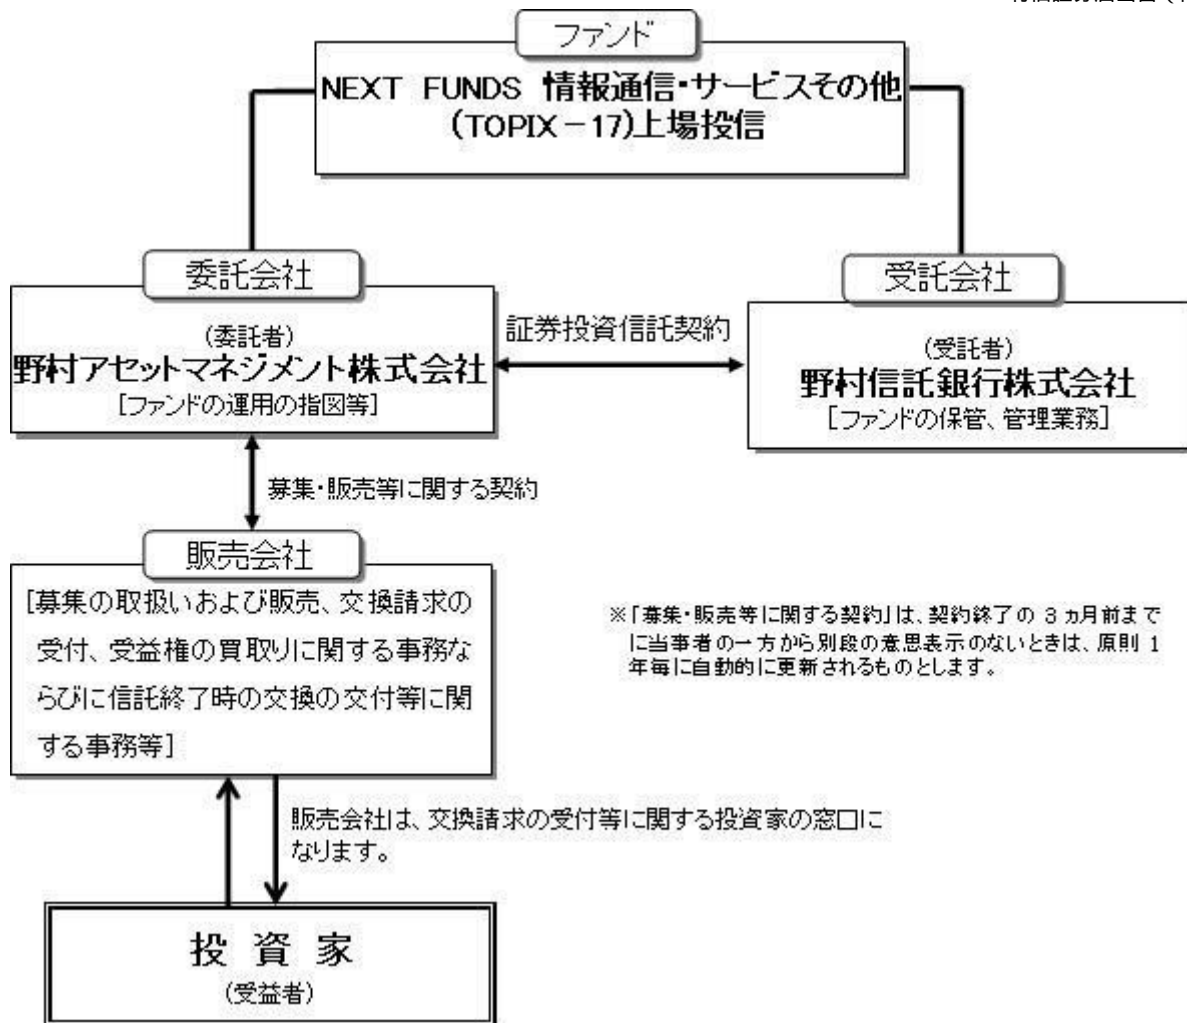 ファンド
NEXT FUNDS 情報通信・サービスその他
(TOPIX－17)上場投信
委託会社
(委託者)
野村アセットマネジメント株式会社
[ファンドの運用の指図等]
証券投資信託契約
受託会社
(受託者)
野村信託銀行株式会社
[ファンドの保管、管理業務]
募集・販売等に関する契約
販売会社
[募集の取扱いおよび販売、交換請求の
受付、受益権の買取りに関する事務な
らびに信託終了時の交換の交付等に関
する事務等]
※「募集・販売等に関する契約」は、契約終了の 3 ヵ月前まで
に当事者の一方から別段の意思表示のないときは、原則 1
年毎に自動的に更新されるものとします。
販売会社は、交換請求の受付等に関する投資家の窓口に
なります。
投 資 家
(受益者)